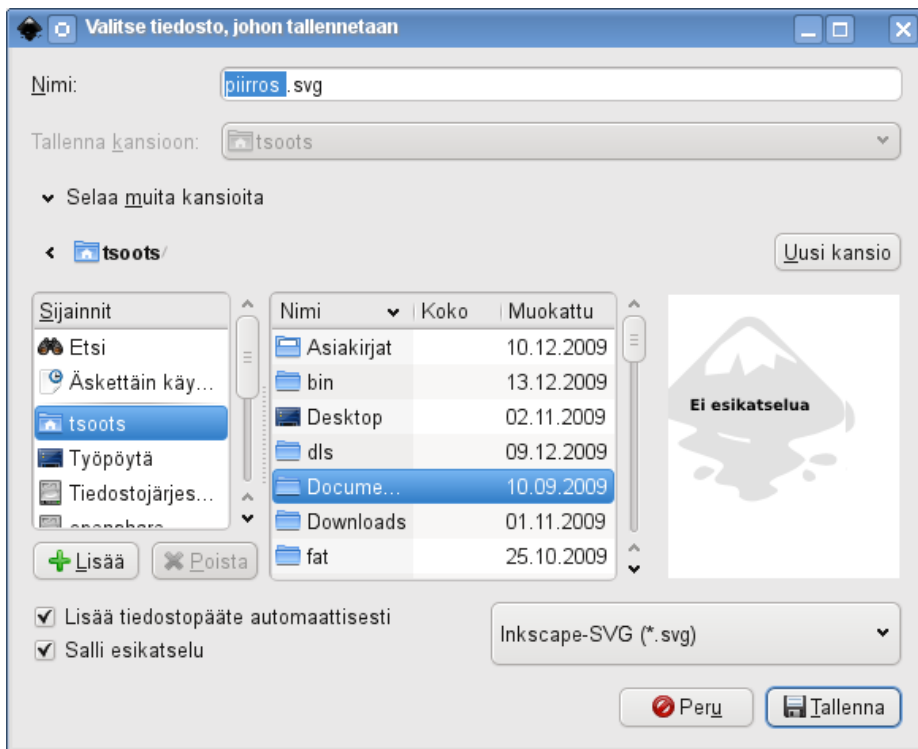 Valitse tiedosto, johon tallennetaan
Nimi: piirros .svg
Tallenna kansioon: tsoots
Selaa muita kansioita
tsoots/
Uusi kansio
Sijainnit
Etsi
Äskettäin käy...
tsoots
Työpöytä
Tiedostojärjes...
Lisää
Poista
Nimi Koko Muokattu
Asiakirjat 10.12.2009
bin 13.12.2009
Desktop 02.11.2009
dls 09.12.2009
Docume... 10.09.2009
Downloads 01.11.2009
fat 25.10.2009
Ei esikatselua
Lisää tiedostopääte automaattisesti
Salli esikatselu
Inkscape-SVG (*.svg)
Peru
Tallenna